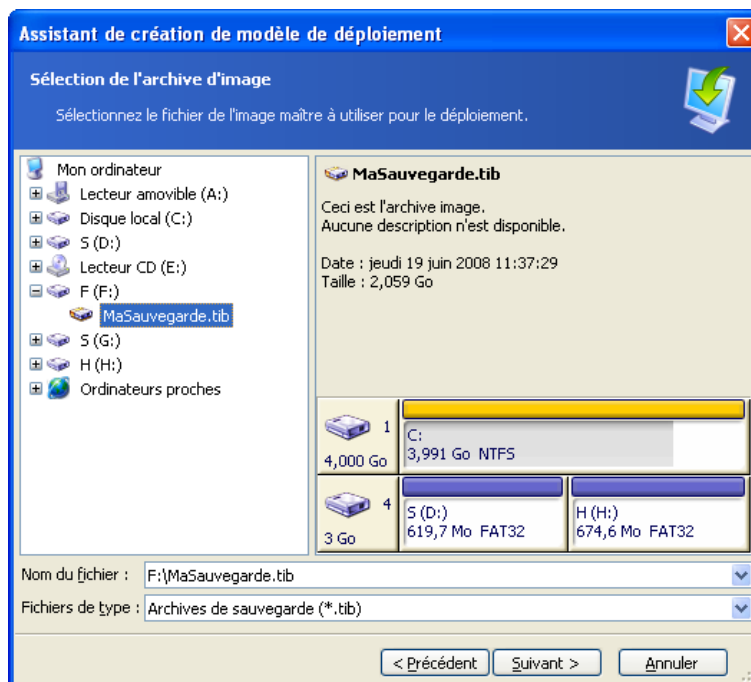 Assistant de création de modèle de déploiement
Sélection de l'archive d'image
Sélectionnez le fichier de l'image maître à utiliser pour le déploiement.
Mon ordinateur
Lecteur amovible (A:)
Disque local (C:)
S (D:)
Lecteur CD (E:)
F (F:)
MaSauvegarde.tib
S (G:)
H (H:)
Ordinateurs proches
MaSauvegarde.tib
Ceci est l'archive image.
Aucune description n'est disponible.
Date : jeudi 19 juin 2008 11:37:29
Taille : 2,059 Go
1
4,000 Go
C:
3,991 Go NTFS
4
3 Go
S (D:)
619,7 Mo FAT32
H (H:)
674,6 Mo FAT32
Nom du fichier : F:\MaSauvegarde.tib
Fichiers de type : Archives de sauvegarde (*.tib)
< Précédent Suivant > Annuler